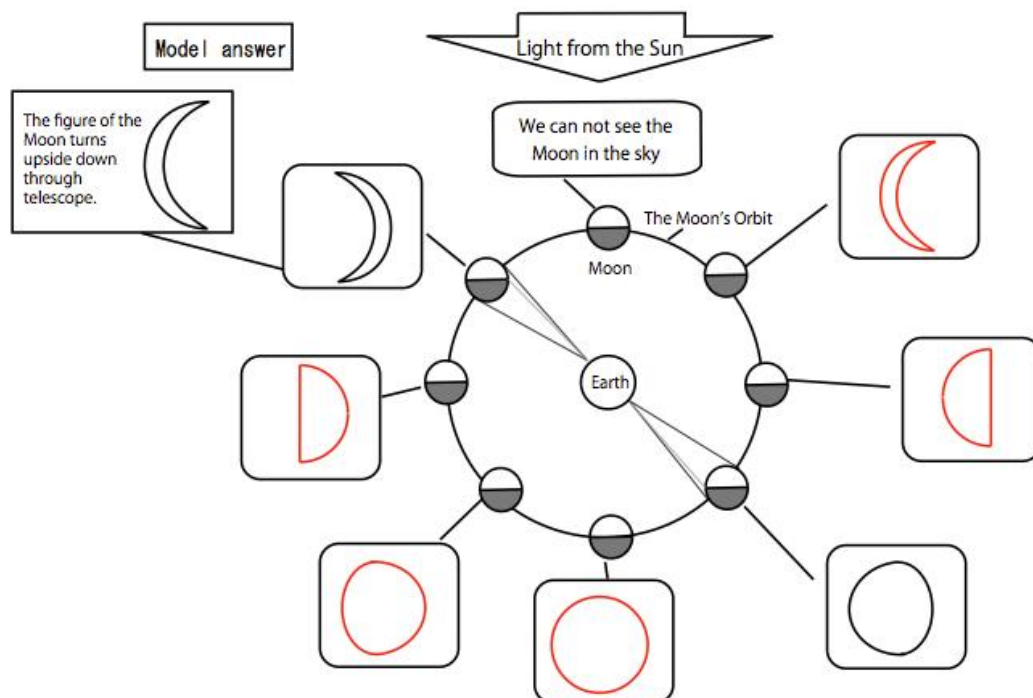 Model answer
Light from the Sun
The figure of the
Moon turns
upside down
through
telescope.
We can not see the
Moon in the sky
The Moon's Orbit
Moon
Earth